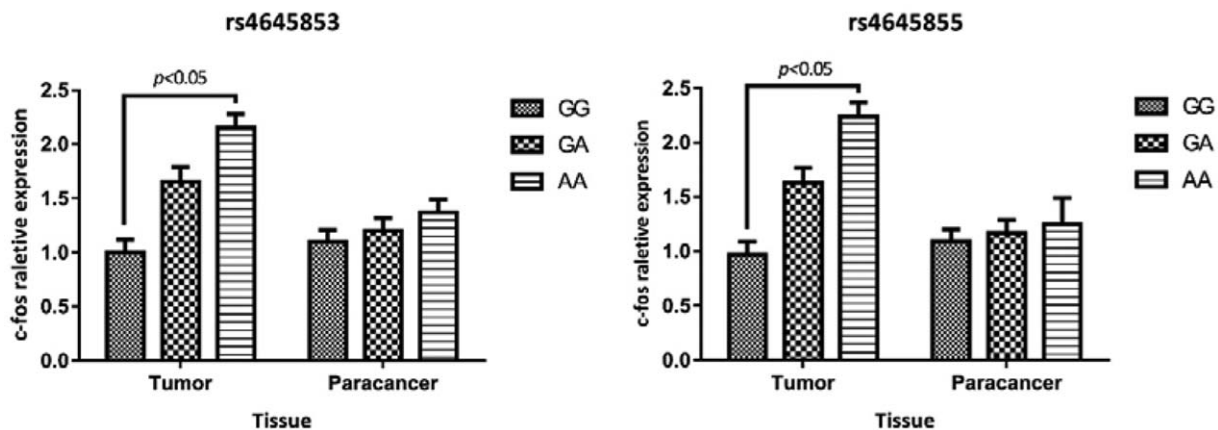 rs4645853
p<0.05
2.5
2.0
1.5
1.0
0.5
0.0
c-fos raletive expression
Tumor
Paracancer
Tissue
GG
GA
AA
rs4645855
p<0.05
2.5
2.0
1.5
1.0
0.5
0.0
c-fos raletive expression
Tumor
Paracancer
Tissue
GG
GA
AA